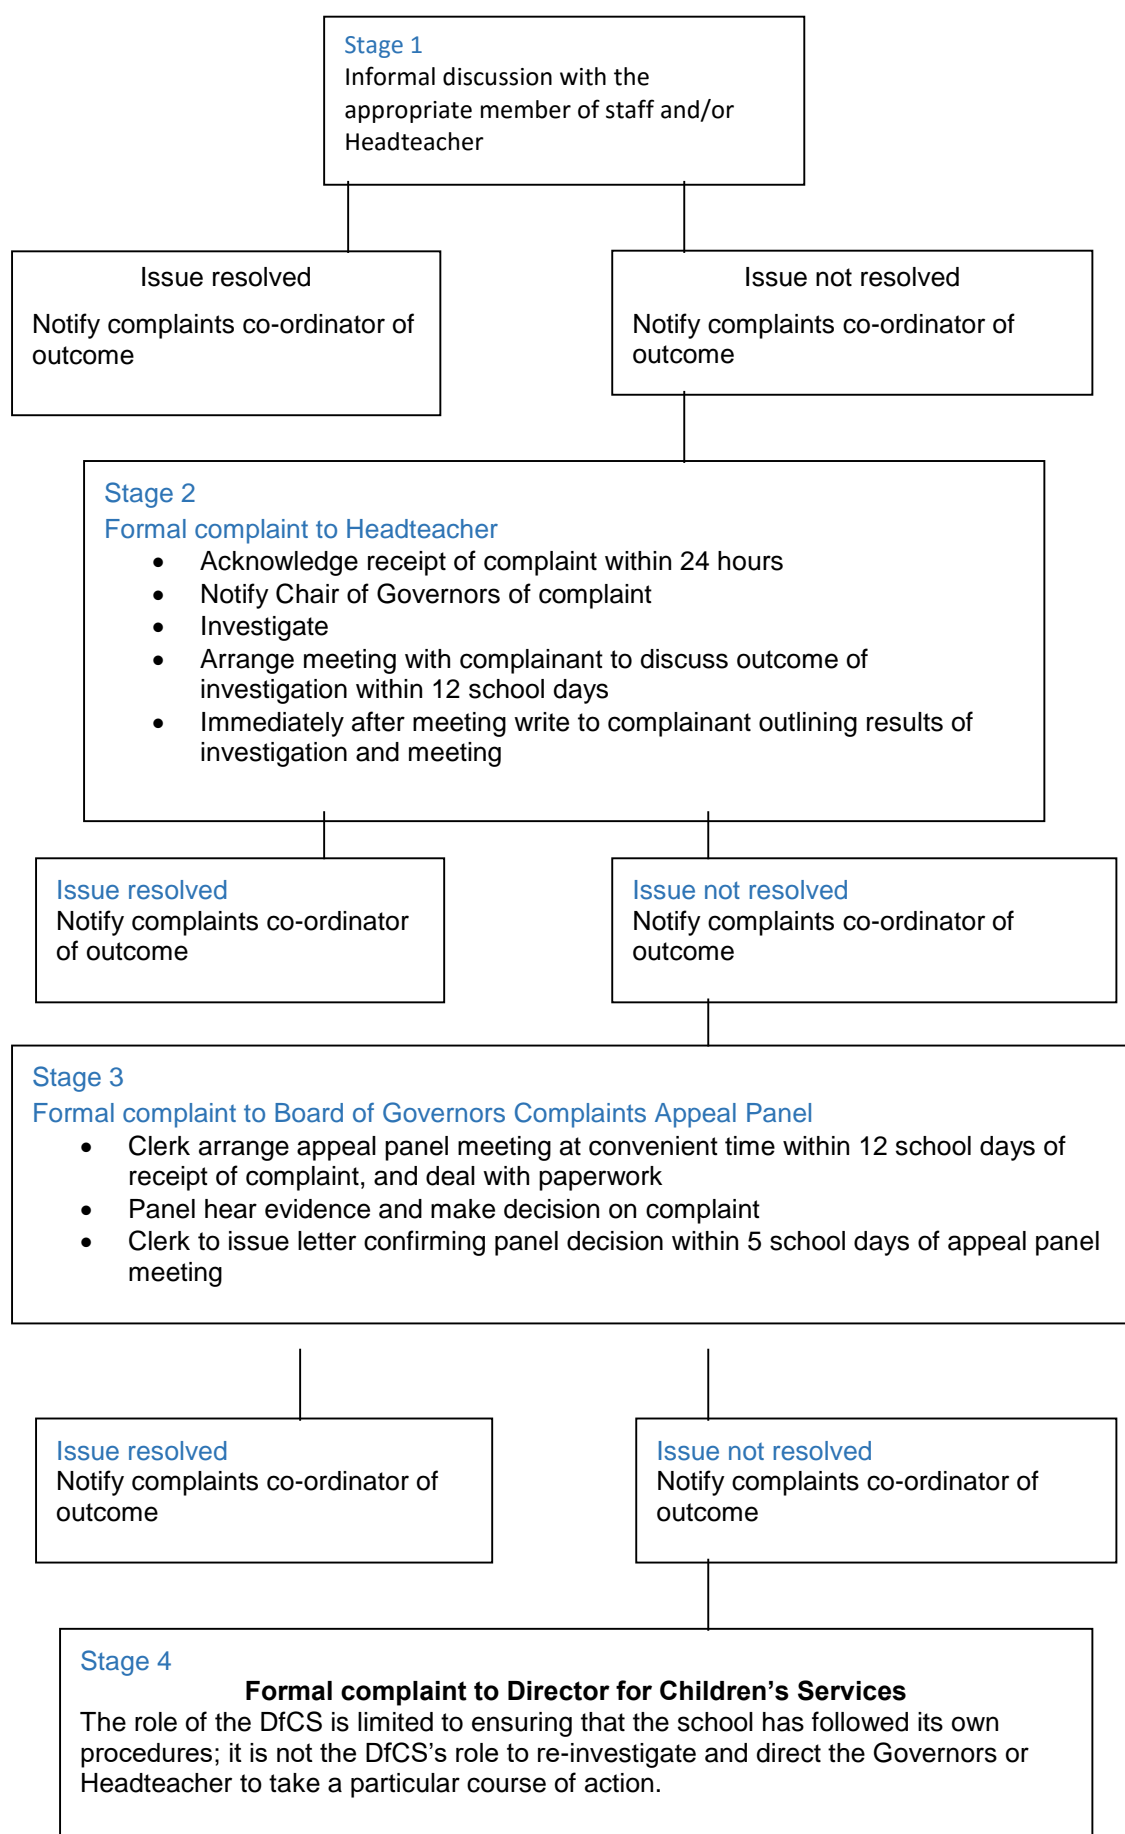 Stage 1
Informal discussion with the
appropriate member of staff and/or
Headteacher
Issue resolved
Notify complaints co-ordinator of
outcome
Issue not resolved
Notify complaints co-ordinator of
outcome
Stage 2
Formal complaint to Headteacher
• Acknowledge receipt of complaint within 24 hours
• Notify Chair of Governors of complaint
• Investigate
• Arrange meeting with complainant to discuss outcome of
investigation within 12 school days
• Immediately after meeting write to complainant outlining results of
investigation and meeting
Issue resolved
Notify complaints co-ordinator
of outcome
Issue not resolved
Notify complaints co-ordinator of
outcome
Stage 3
Formal complaint to Board of Governors Complaints Appeal Panel
• Clerk arrange appeal panel meeting at convenient time within 12 school days of
receipt of complaint, and deal with paperwork
• Panel hear evidence and make decision on complaint
• Clerk to issue letter confirming panel decision within 5 school days of appeal panel
meeting
Issue resolved
Notify complaints co-ordinator of
outcome
Issue not resolved
Notify complaints co-ordinator of
outcome
Stage 4
Formal complaint to Director for Children’s Services
The role of the DfCS is limited to ensuring that the school has followed its own
procedures; it is not the DfCS’s role to re-investigate and direct the Governors or
Headteacher to take a particular course of action.